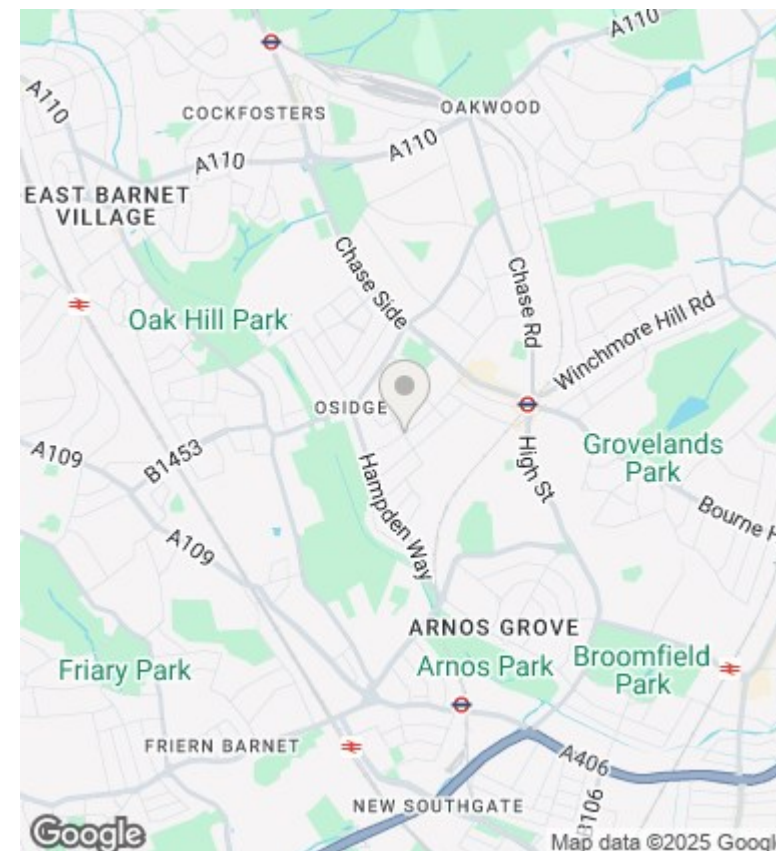 A110
A110
COCKFOSTERS
OAKWOOD
A110
A110
EAST BARNET
VILLAGE
Chase Side
Chase Rd
Oak Hill Park
Winchmore Hill Rd
OSIDGE
A109
B1453
Hampden Way
High St
Grovelands
Park
Bourne H
A109
ARNOS GROVE
Friary Park
Arnos Park
Broomfield
Park
FRIERN BARNET
A406
NEW SOUTHGATE
B106
Google
Map data ©2025 Googl